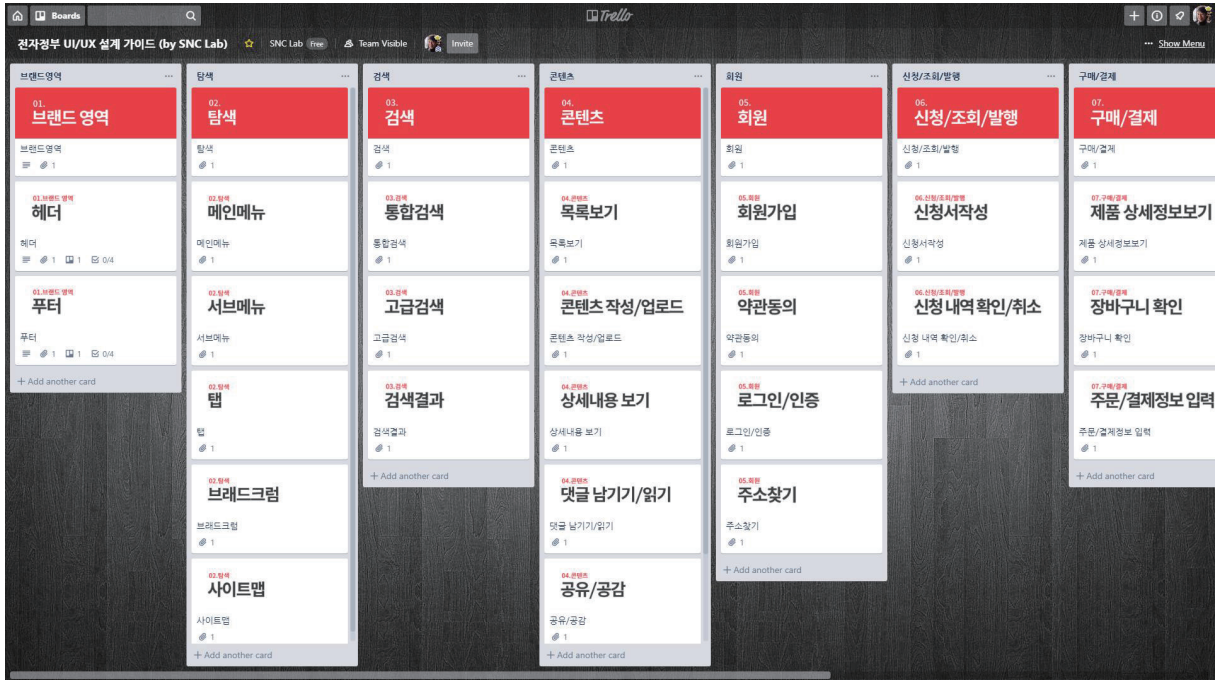 Boards
Trello
전자정부 UI/UX 설계 가이드 (by SNC Lab)
SNC Lab Free
Team Visible
Invite
... Show Menu
브랜드영역 ...
01.
브랜드 영역
브랜드영역
1
01.브랜드 영역
헤더
헤더
1 1 0/4
01.브랜드 영역
푸터
푸터
1 1 0/4
+ Add another card
탐색 ...
02.
탐색
탐색
1
02.탐색
메인메뉴
메인메뉴
1
02.탐색
서브메뉴
서브메뉴
1
02.탐색
탭
탭
1
02.탐색
브래드크럼
브래드크럼
1
02.탐색
사이트맵
사이트맵
1
+ Add another card
검색 ...
03.
검색
검색
1
03.검색
통합검색
통합검색
1
03.검색
고급검색
고급검색
1
03.검색
검색결과
검색결과
1
+ Add another card
콘텐츠 ...
04.
콘텐츠
콘텐츠
1
04.콘텐츠
목록보기
목록보기
1
04.콘텐츠
콘텐츠 작성/업로드
콘텐츠 작성/업로드
1
04.콘텐츠
상세내용 보기
상세내용 보기
1
04.콘텐츠
댓글 남기기/읽기
댓글 남기기/읽기
1
04.콘텐츠
공유/공감
공유/공감
1
+ Add another card
회원 ...
05.
회원
회원
1
05.회원
회원가입
회원가입
1
05.회원
약관동의
약관동의
1
05.회원
로그인/인증
로그인/인증
1
05.회원
주소찾기
주소찾기
1
+ Add another card
신청/조회/발행 ...
06.
신청/조회/발행
신청/조회/발행
1
06.신청/조회/발행
신청서작성
신청서작성
1
06.신청/조회/발행
신청 내역 확인/취소
신청 내역 확인/취소
1
+ Add another card
구매/결제
07.
구매/결제
구매/결제
1
07.구매/결제
제품 상세정보보기
제품 상세정보보기
1
07.구매/결제
장바구니 확인
장바구니 확인
1
07.구매/결제
주문/결제정보 입력
주문/결제정보 입력
1
+ Add another card